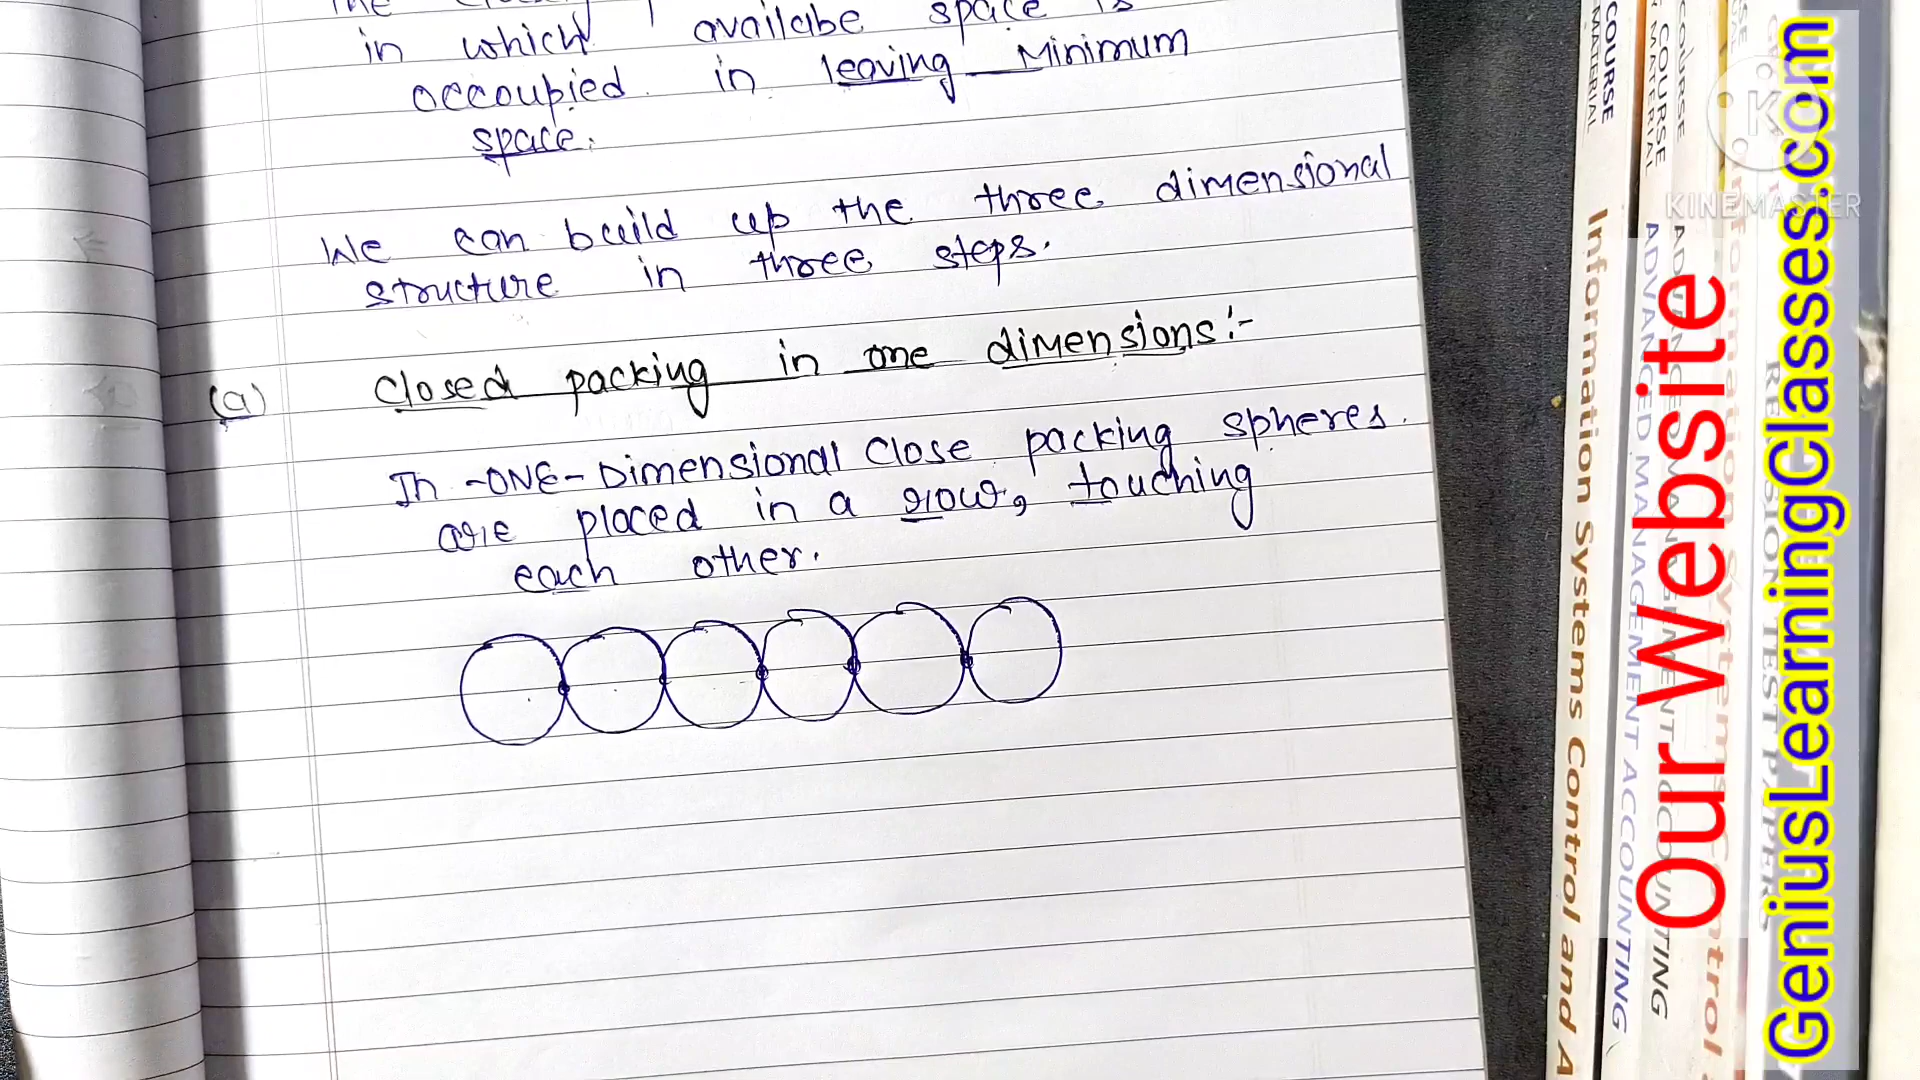 in which availabe space is
occoupied in leaving Minimum
space.
We can build up the three dimensional
structure in three steps.
(a) Closed packing in one dimensions:-
In -ONE- Dimensional Close packing spheres.
are placed in a row, touching
each other.
COURSE
MATERIAL
COURSE
MATERIAL
COURSE
K
KINEMASTER
Information Systems Control and A
ADVANCED MANAGEMENT ACCOUNTING
REVISION TEST PAPERS
Our Website
GeniusLearningClasses.com